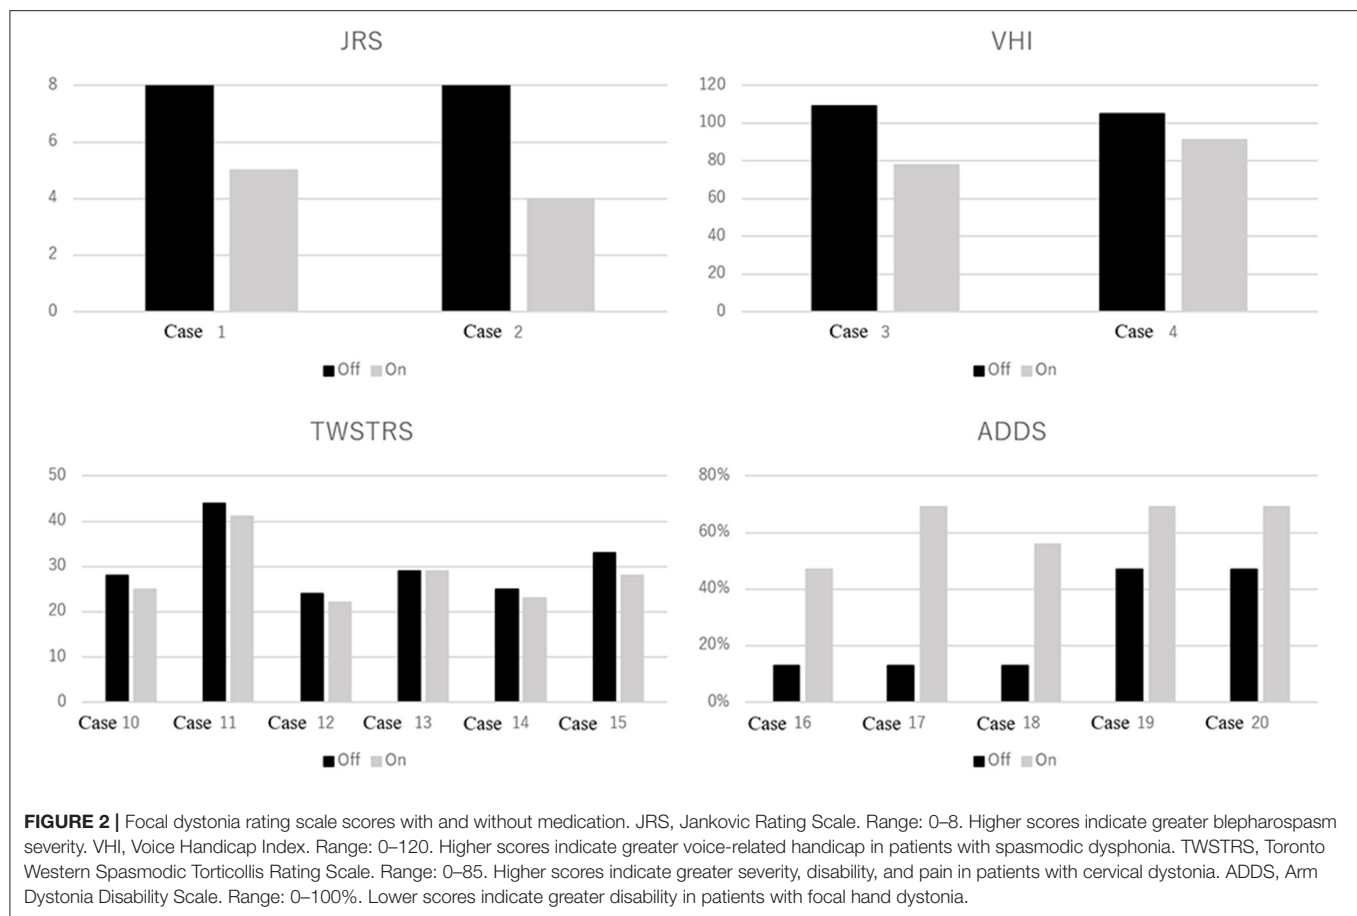 JRS
8
6
4
2
0
Case 1
Case 2
Off On
VHI
120
100
80
60
40
20
0
Case 3
Case 4
Off On
TWSTRS
50
40
30
20
10
0
Case 10
Case 11
Case 12
Case 13
Case 14
Case 15
Off On
ADDS
80%
60%
40%
20%
0%
Case 16
Case 17
Case 18
Case 19
Case 20
Off On
FIGURE 2 | Focal dystonia rating scale scores with and without medication. JRS, Jankovic Rating Scale. Range: 0–8. Higher scores indicate greater blepharospasm
severity. VHI, Voice Handicap Index. Range: 0–120. Higher scores indicate greater voice-related handicap in patients with spasmodic dysphonia. TWSTRS, Toronto
Western Spasmodic Torticollis Rating Scale. Range: 0–85. Higher scores indicate greater severity, disability, and pain in patients with cervical dystonia. ADDS, Arm
Dystonia Disability Scale. Range: 0–100%. Lower scores indicate greater disability in patients with focal hand dystonia.